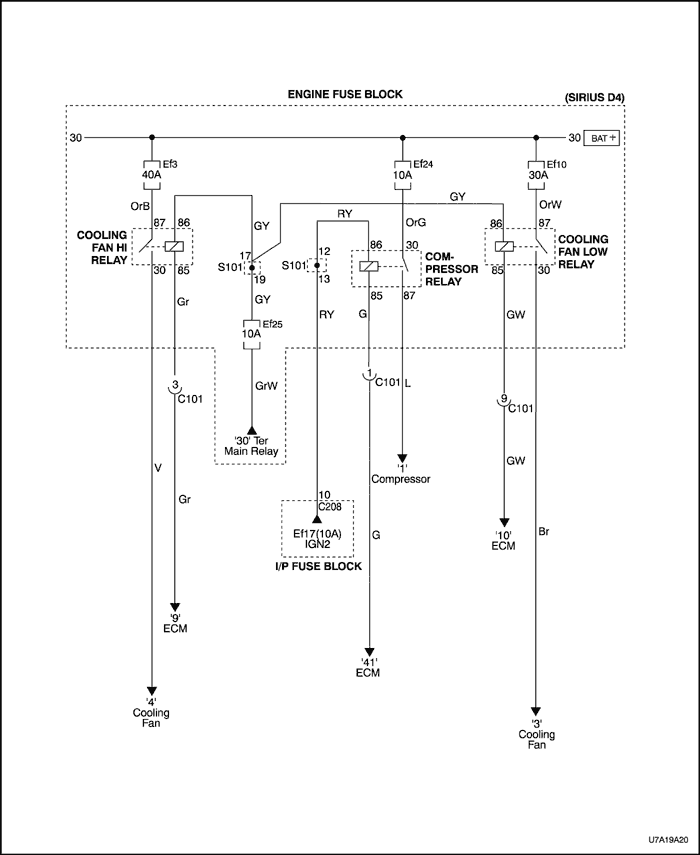 ENGINE FUSE BLOCK
(SIRIUS D4)
30
30
BAT +
Ef3
40A
Ef24
10A
Ef10
30A
OrB
GY
RY
OrG
GY
OrW
87 86
COOLING
FAN HI
RELAY
30 85
17
S101
19
12
S101
13
86 30
COM-
PRESSOR
RELAY
85 87
86 87
COOLING
FAN LOW
RELAY
85 30
Gr
GY
Ef25
10A
RY
G
GW
GrW
3
C101
1
C101
L
9
C101
'30' Ter
Main Relay
V
'1'
Compressor
GW
Gr
10
C208
Ef17(10A)
IGN2
I/P FUSE BLOCK
G
'10'
ECM
Br
'9'
ECM
'41'
ECM
'4'
Cooling
Fan
'3'
Cooling
Fan
U7A19A20